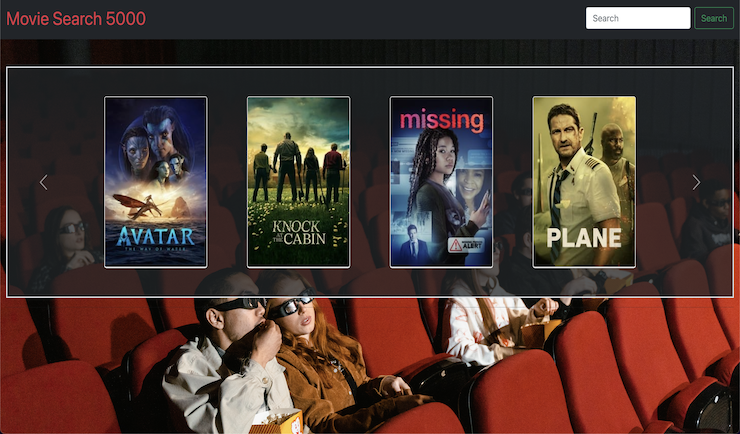 Movie Search 5000
Search
Search
AVATAR
THE WAY OF WATER
KNOCK
AT THE CABIN
missing
ALERT
PLANE